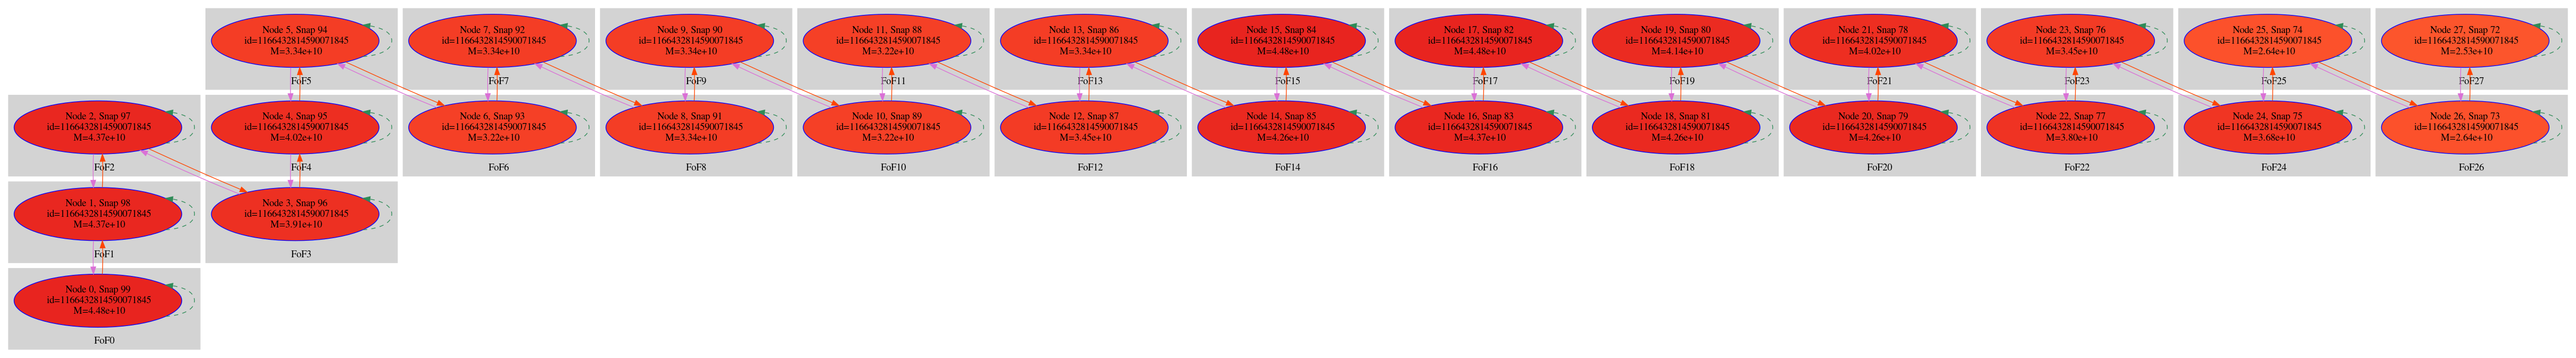 Node 5, Snap 94
id=1166432814590071845
M=3.34e+10
FoF5
Node 7, Snap 92
id=1166432814590071845
M=3.34e+10
FoF7
Node 9, Snap 90
id=1166432814590071845
M=3.34e+10
FoF9
Node 11, Snap 88
id=1166432814590071845
M=3.22e+10
FoF11
Node 13, Snap 86
id=1166432814590071845
M=3.34e+10
FoF13
Node 15, Snap 84
id=1166432814590071845
M=4.48e+10
FoF15
Node 17, Snap 82
id=1166432814590071845
M=4.48e+10
FoF17
Node 19, Snap 80
id=1166432814590071845
M=4.14e+10
FoF19
Node 21, Snap 78
id=1166432814590071845
M=4.02e+10
FoF21
Node 23, Snap 76
id=1166432814590071845
M=3.45e+10
FoF23
Node 25, Snap 74
id=1166432814590071845
M=2.64e+10
FoF25
Node 27, Snap 72
id=1166432814590071845
M=2.53e+10
FoF27
Node 2, Snap 97
id=1166432814590071845
M=4.37e+10
FoF2
Node 4, Snap 95
id=1166432814590071845
M=4.02e+10
FoF4
Node 6, Snap 93
id=1166432814590071845
M=3.22e+10
FoF6
Node 8, Snap 91
id=1166432814590071845
M=3.34e+10
FoF8
Node 10, Snap 89
id=1166432814590071845
M=3.22e+10
FoF10
Node 12, Snap 87
id=1166432814590071845
M=3.45e+10
FoF12
Node 14, Snap 85
id=1166432814590071845
M=4.26e+10
FoF14
Node 16, Snap 83
id=1166432814590071845
M=4.37e+10
FoF16
Node 18, Snap 81
id=1166432814590071845
M=4.26e+10
FoF18
Node 20, Snap 79
id=1166432814590071845
M=4.26e+10
FoF20
Node 22, Snap 77
id=1166432814590071845
M=3.80e+10
FoF22
Node 24, Snap 75
id=1166432814590071845
M=3.68e+10
FoF24
Node 26, Snap 73
id=1166432814590071845
M=2.64e+10
FoF26
Node 1, Snap 98
id=1166432814590071845
M=4.37e+10
FoF1
Node 3, Snap 96
id=1166432814590071845
M=3.91e+10
FoF3
Node 0, Snap 99
id=1166432814590071845
M=4.48e+10
FoF0